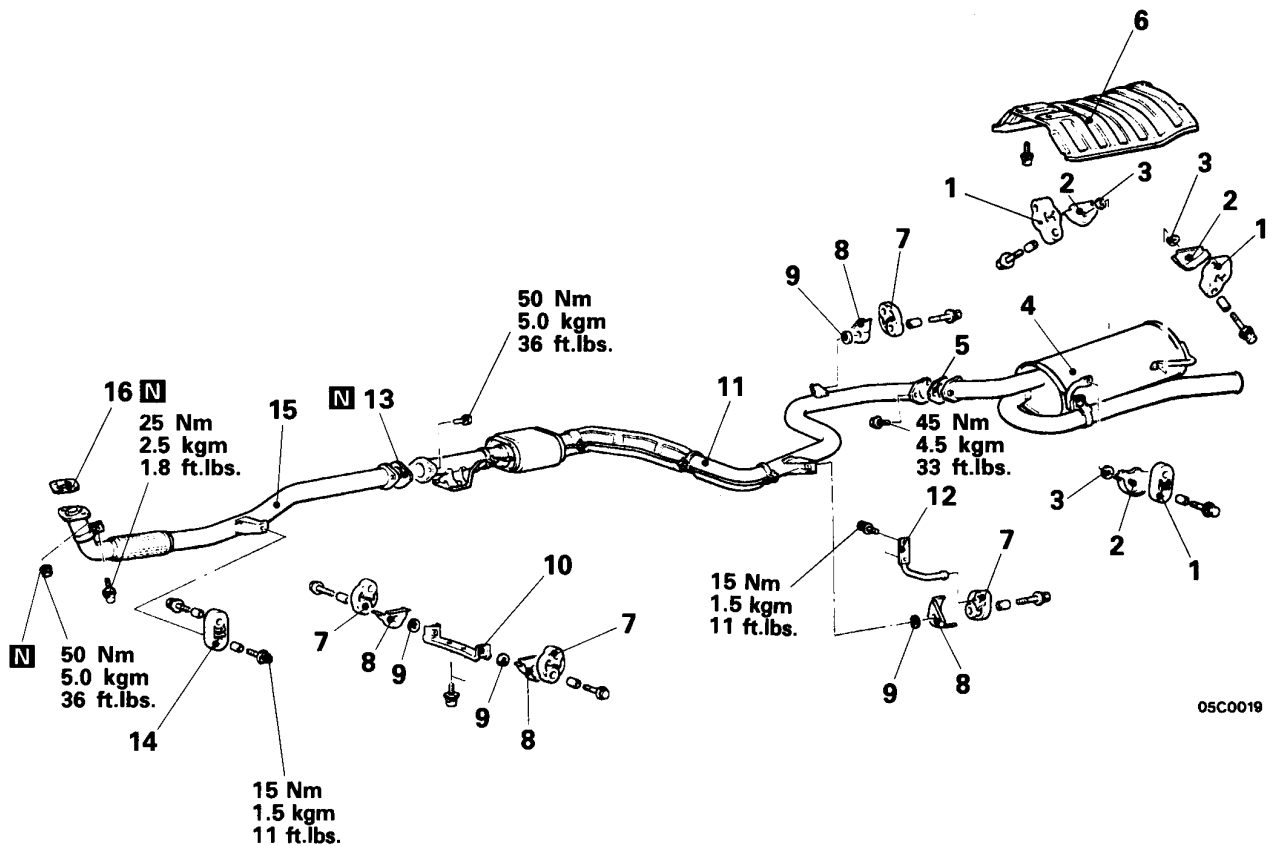 6
3
3
1
2
2
1
7
8
9
50 Nm
5.0 kgm
36 ft.lbs.
4
5
16 N
15
N 13
11
25 Nm
2.5 kgm
1.8 ft.lbs.
45 Nm
4.5 kgm
33 ft.lbs.
12
3
2
1
7
10
15 Nm
1.5 kgm
11 ft.lbs.
7
7
8
9
N
50 Nm
5.0 kgm
36 ft.lbs.
9
8
9
8
14
05C0019
15 Nm
1.5 kgm
11 ft.lbs.